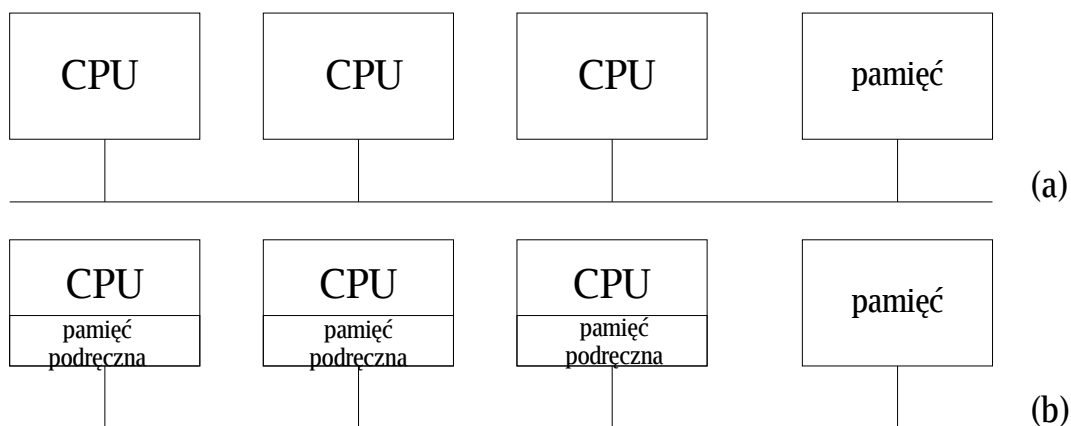 CPU CPU CPU pamięć
(a)
CPU CPU CPU pamięć
pamięć pamięć pamięć
podręczna podręczna podręczna
(b)